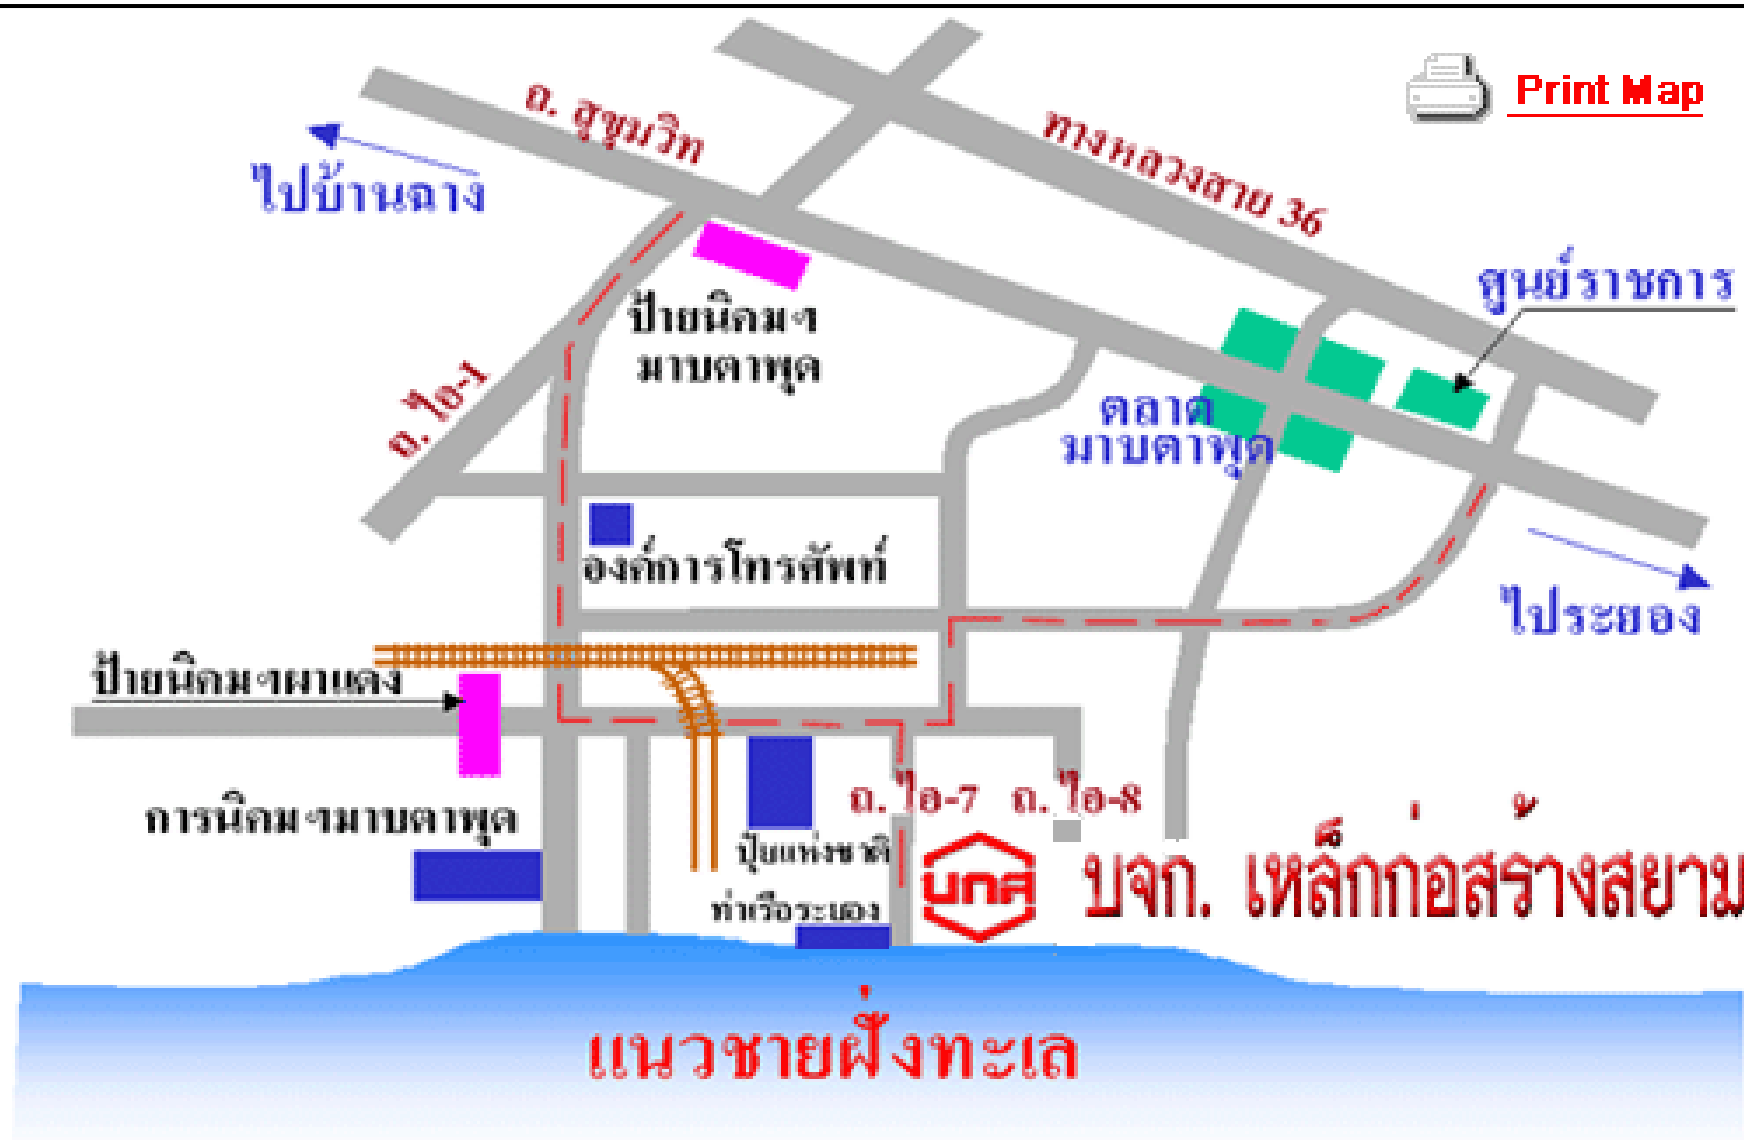 Print Map
ถ. สุขุมวิท
ทางหลวงสาย 36
ไปบ้านฉาง
ศูนย์ราชการ
ป้ายนิคมฯ
มาบตาพุด
ถ. ไอ-1
ตลาด
มาบตาพุด
องค์การโทรศัพท์
ไประยอง
ป้ายนิคมฯผาแดง
ถ. ไอ-7
ถ. ไอ-8
การนิคมฯมาบตาพุด
ปุ๋ยแห่งชาติ
บกส
บจก. เหล็กก่อสร้างสยาม
ท่าเรือระยอง
แนวชายฝั่งทะเล